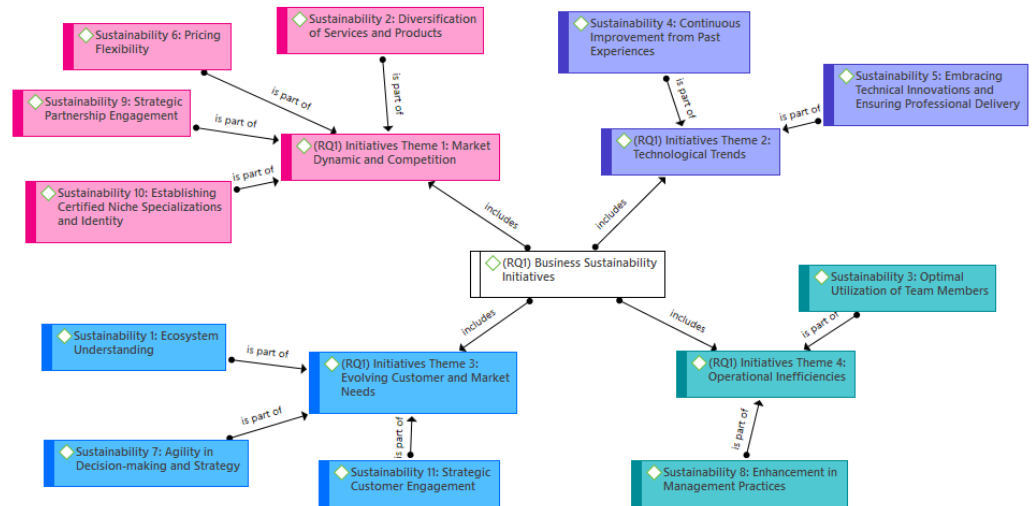 Sustainability 2: Diversification
of Services and Products
Sustainability 6: Pricing
Flexibility
Sustainability 4: Continuous
Improvement from Past
Experiences
Sustainability 5: Embracing
Technical Innovations and
Ensuring Professional Delivery
is part of
is part of
is part of
is part of
Sustainability 9: Strategic
Partnership Engagement
is part of
(RQ1) Initiatives Theme 1: Market
Dynamic and Competition
(RQ1) Initiatives Theme 2:
Technological Trends
is part of
Sustainability 10: Establishing
Certified Niche Specializations
and Identity
includes
includes
(RQ1) Business Sustainability
Initiatives
Sustainability 3: Optimal
Utilization of Team Members
includes
includes
is part of
Sustainability 1: Ecosystem
Understanding
is part of
(RQ1) Initiatives Theme 3:
Evolving Customer and Market
Needs
(RQ1) Initiatives Theme 4:
Operational Inefficiencies
is part of
is part of
is part of
Sustainability 7: Agility in
Decision-making and Strategy
Sustainability 11: Strategic
Customer Engagement
Sustainability 8: Enhancement in
Management Practices